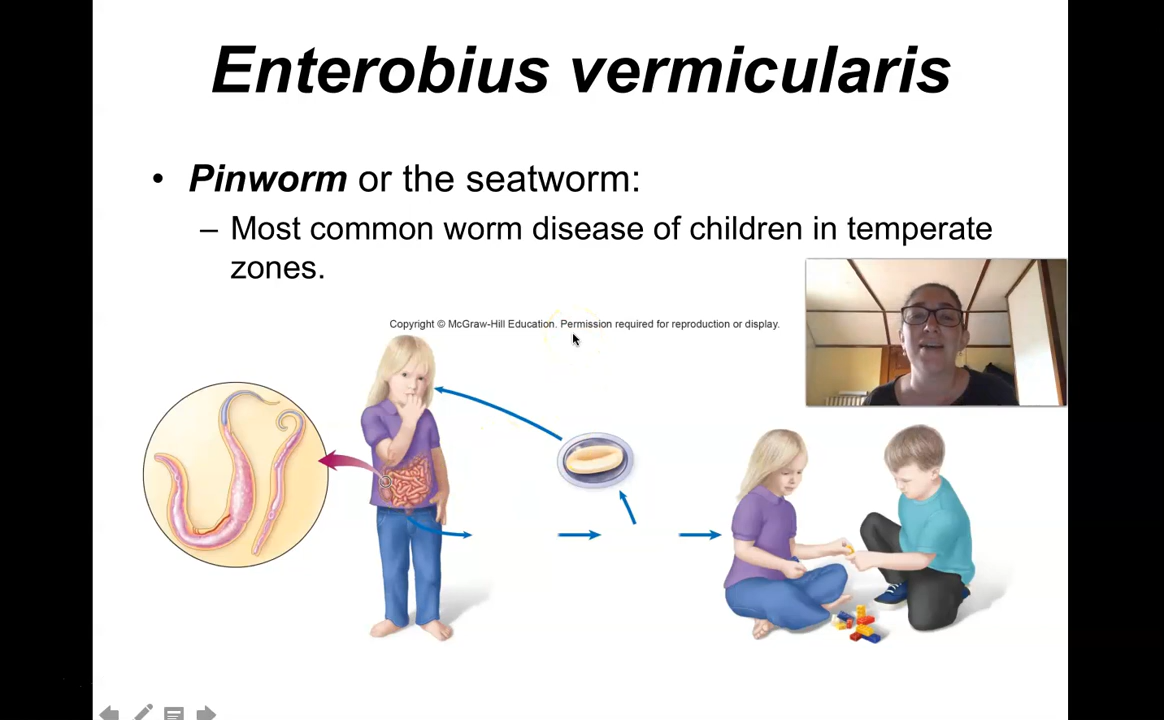 Enterobius vermicularis
• Pinworm or the seatworm:
– Most common worm disease of children in temperate
zones.
Copyright © McGraw-Hill Education. Permission required for reproduction or display.